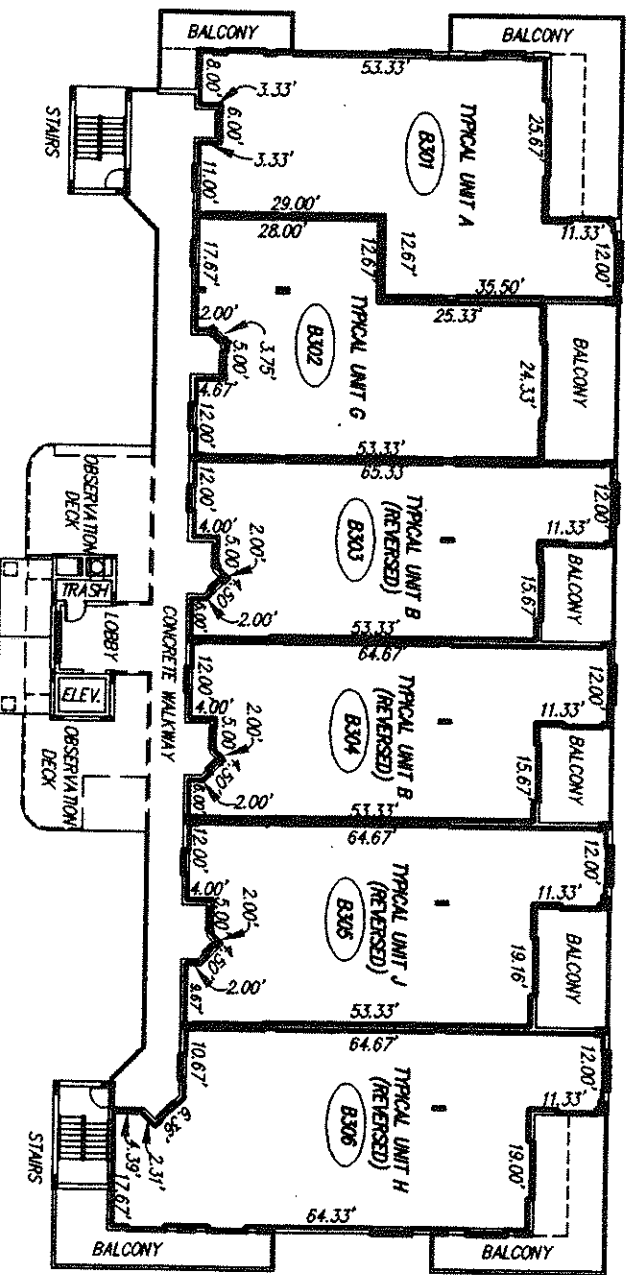 BALCONY
BALCONY
8.00'
53.33'
3.33'
6.00'
3.33'
STAIRS
11.00'
B301
TYPICAL UNIT A
25.67'
11.33'
12.00'
29.00'
28.00'
12.67'
12.67'
35.50'
25.33'
17.67'
2.00'
3.75'
5.00'
4.67'
12.00'
B302
TYPICAL UNIT G
24.33'
BALCONY
53.33'
65.33'
OBSERVATION
DECK
12.00'
4.00'
5.00'
2.00'
4.50'
2.00'
6.00'
B303
TYPICAL UNIT B
(REVERSED)
12.00'
11.33'
15.67'
BALCONY
53.33'
64.67'
TRASH
LOBBY
ELEV.
CONCRETE WALKWAY
OBSERVATION
DECK
12.00'
4.00'
5.00'
2.00'
4.50'
2.00'
6.00'
B304
TYPICAL UNIT B
(REVERSED)
12.00'
11.33'
15.67'
BALCONY
53.33'
64.67'
12.00'
4.00'
5.00'
2.00'
4.50'
2.00'
9.67'
B305
TYPICAL UNIT J
(REVERSED)
12.00'
11.33'
19.16'
BALCONY
53.33'
64.67'
10.67'
6.36'
2.31'
4.39'
17.67'
STAIRS
B306
TYPICAL UNIT H
(REVERSED)
12.00'
11.33'
19.00'
64.33'
BALCONY
BALCONY